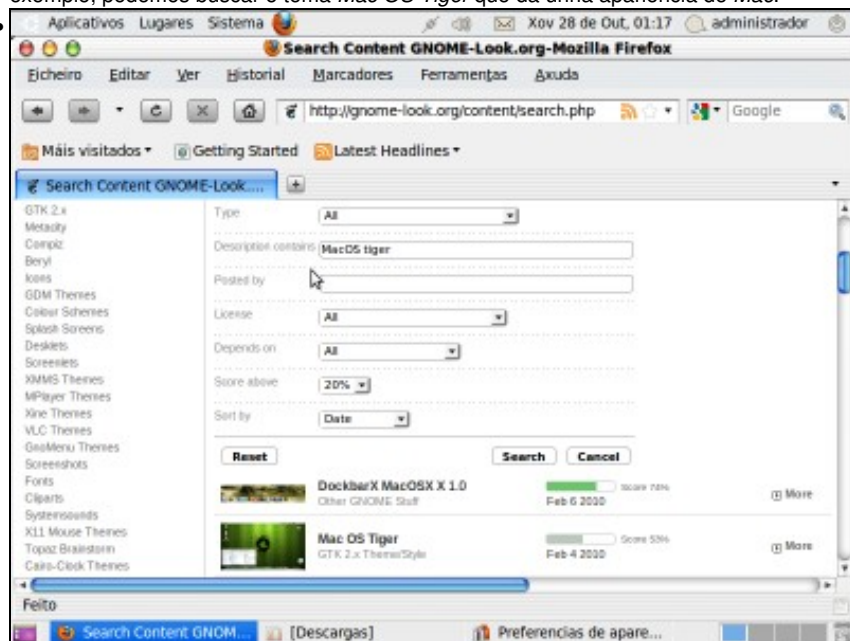 exemplo, podemos buscar o tema Mac OS Tiger que dá unha apariencia de Mac.
Aplicativos Lugares Sistema Xov 28 de Out, 01:17 administrador
Search Content GNOME-Look.org-Mozilla Firefox
Eicheiro Editar Ver Historial Marcadores Ferramentas Axuda
http://gnome-look.org/content/search.php Google
Máis visitados Getting Started Latest Headlines
Search Content GNOME-Look....
GTK 2.x
Metacity
Compiz
Beryl
Icons
GDM Themes
Colour Schemes
Splash Screens
Desklets
Screenlets
XMMS Themes
MPlayer Themes
Xine Themes
VLC Themes
GnoMenu Themes
Screenshots
Fonts
Cliparts
Systemsounds
X11 Mouse Themes
Topaz Brainstorm
Cairo-Clock Themes
Type All
Description contains MacOS tiger
Posted by
License All
Depends on All
Score above 20%
Sort by Date
Reset Search Cancel
DockbarX MacOSX X 1.0 Score 74%
Other GNOME Stuff Feb 6 2010 More
Mac OS Tiger Score 53%
GTK 2.x Theme/Style Feb 4 2010 More
Feito
Search Content GNOM... [Descargas] Preferencias de apare...